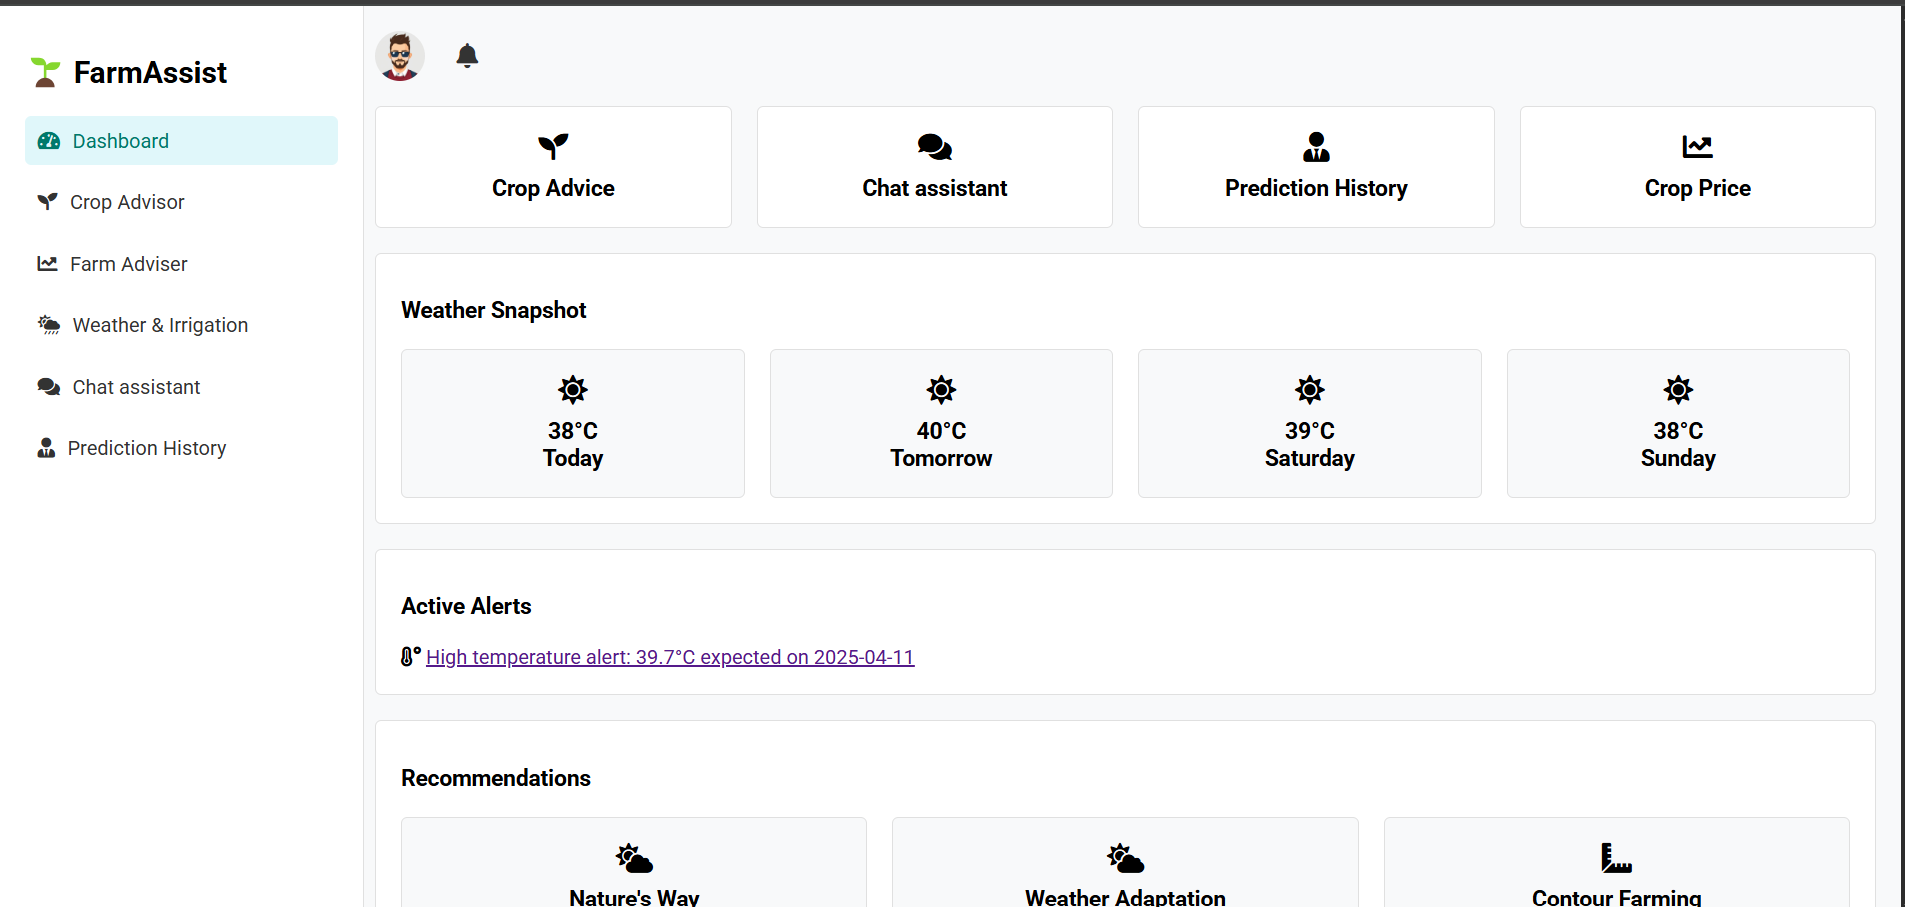 FarmAssist
Dashboard
Crop Advisor
Farm Adviser
Weather & Irrigation
Chat assistant
Prediction History
Crop Advice
Chat assistant
Prediction History
Crop Price
Weather Snapshot
38°C
Today
40°C
Tomorrow
39°C
Saturday
38°C
Sunday
Active Alerts
High temperature alert: 39.7°C expected on 2025-04-11
Recommendations
Nature's Way
Weather Adaptation
Contour Farming